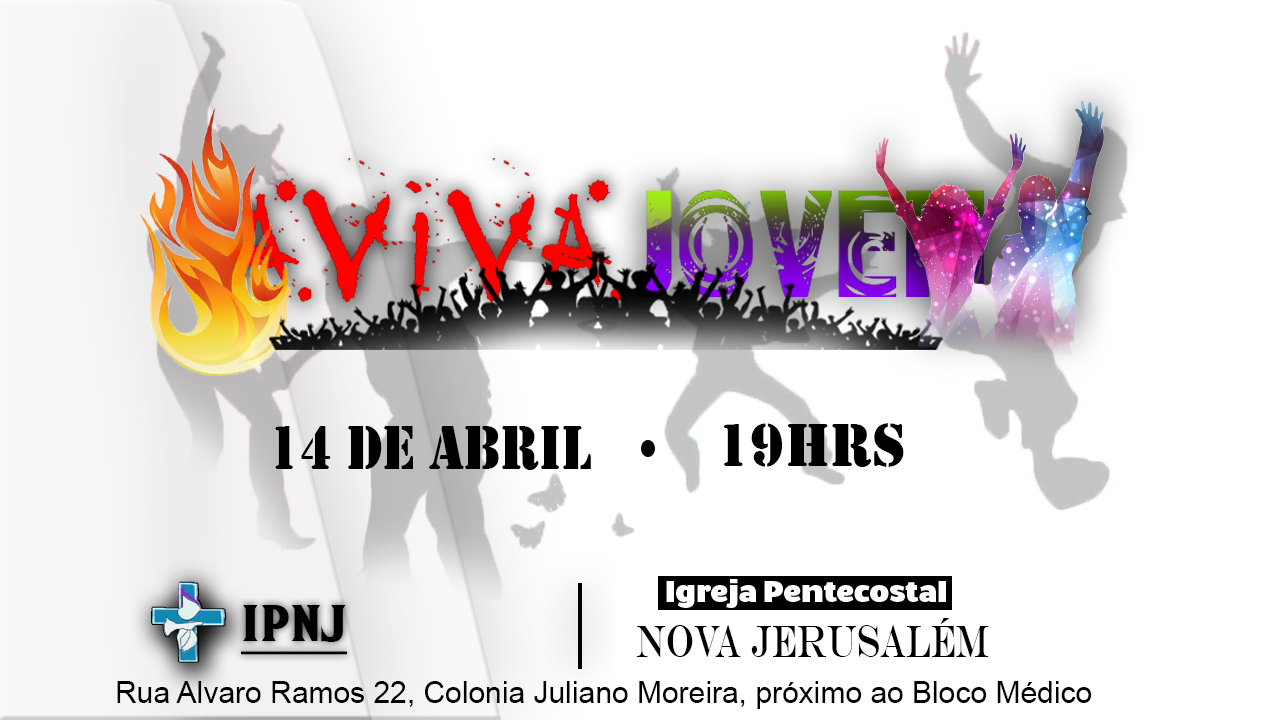 AVIVA JOVEM
14 DE ABRIL • 19HRS
IPNJ
Igreja Pentecostal
NOVA JERUSALÉM
Rua Alvaro Ramos 22, Colonia Juliano Moreira, próximo ao Bloco Médico